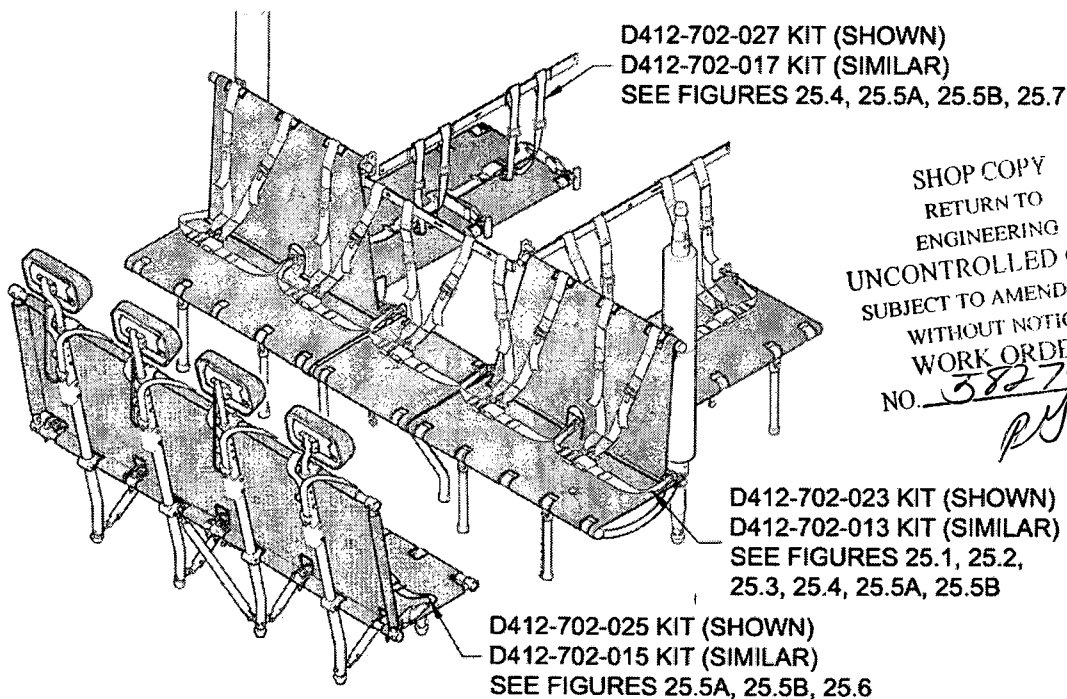 D412-702-027 KIT (SHOWN)
D412-702-017 KIT (SIMILAR)
SEE FIGURES 25.4, 25.5A, 25.5B, 25.7
SHOP COPY
RETURN TO
ENGINEERING
UNCONTROLLED
SUBJECT TO AMEND
WITHOUT NOTIC
WORK ORDE
NO. 5827
D412-702-023 KIT (SHOWN)
D412-702-013 KIT (SIMILAR)
SEE FIGURES 25.1, 25.2,
25.3, 25.4, 25.5A, 25.5B
D412-702-025 KIT (SHOWN)
D412-702-015 KIT (SIMILAR)
SEE FIGURES 25.5A, 25.5B, 25.6